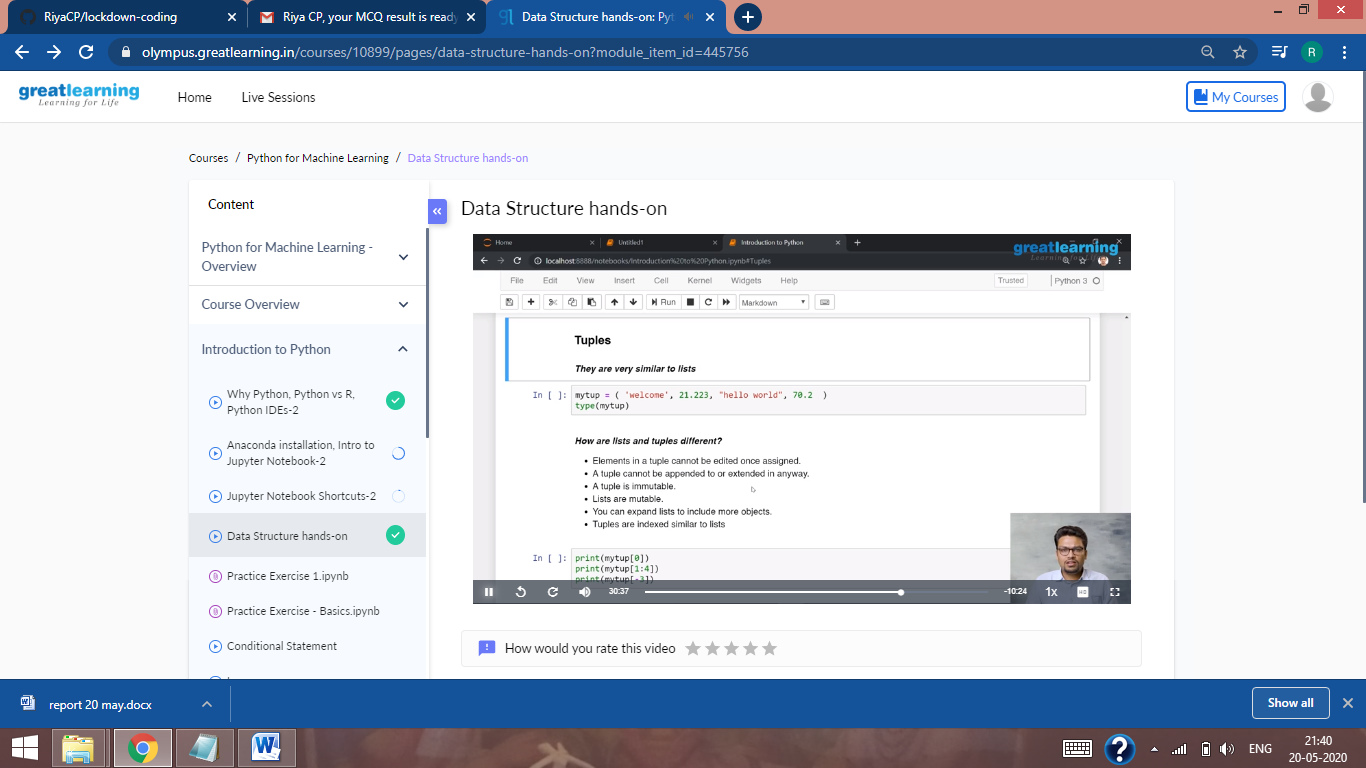 RiyaCP/lockdown-coding
Riya CP, your MCQ result is ready
Data Structure hands-on: Pyt
olympus.greatlearning.in/courses/10899/pages/data-structure-hands-on?module_item_id=445756
R
greatlearning
Learning for Life
Home
Live Sessions
My Courses
Courses / Python for Machine Learning / Data Structure hands-on
Content
Python for Machine Learning -
Overview
Course Overview
Introduction to Python
Why Python, Python vs R,
Python IDEs-2
Anaconda installation, Intro to
Jupyter Notebook-2
Jupyter Notebook Shortcuts-2
Data Structure hands-on
Practice Exercise 1.ipynb
Practice Exercise - Basics.ipynb
Conditional Statement
Data Structure hands-on
Home
Untitled1
Introduction to Python
greatlearning
Learning for Life
localhost:8888/notebooks/Introduction%20to%20Python.ipynb#Tuples
File Edit View Insert Cell Kernel Widgets Help
Trusted
Python 3
Run
Markdown
Tuples
They are very similar to lists
In [ ]: mytup = ( 'welcome', 21.223, "hello world", 70.2 )
type(mytup)
How are lists and tuples different?
• Elements in a tuple cannot be edited once assigned.
• A tuple cannot be appended to or extended in anyway.
• A tuple is immutable.
• Lists are mutable.
• You can expand lists to include more objects.
• Tuples are indexed similar to lists
In [ ]: print(mytup[0])
print(mytup[1:4])
print(mytup[-3])
30:37
-10:24
1x
How would you rate this video
report 20 may.docx
Show all
ENG
21:40
20-05-2020